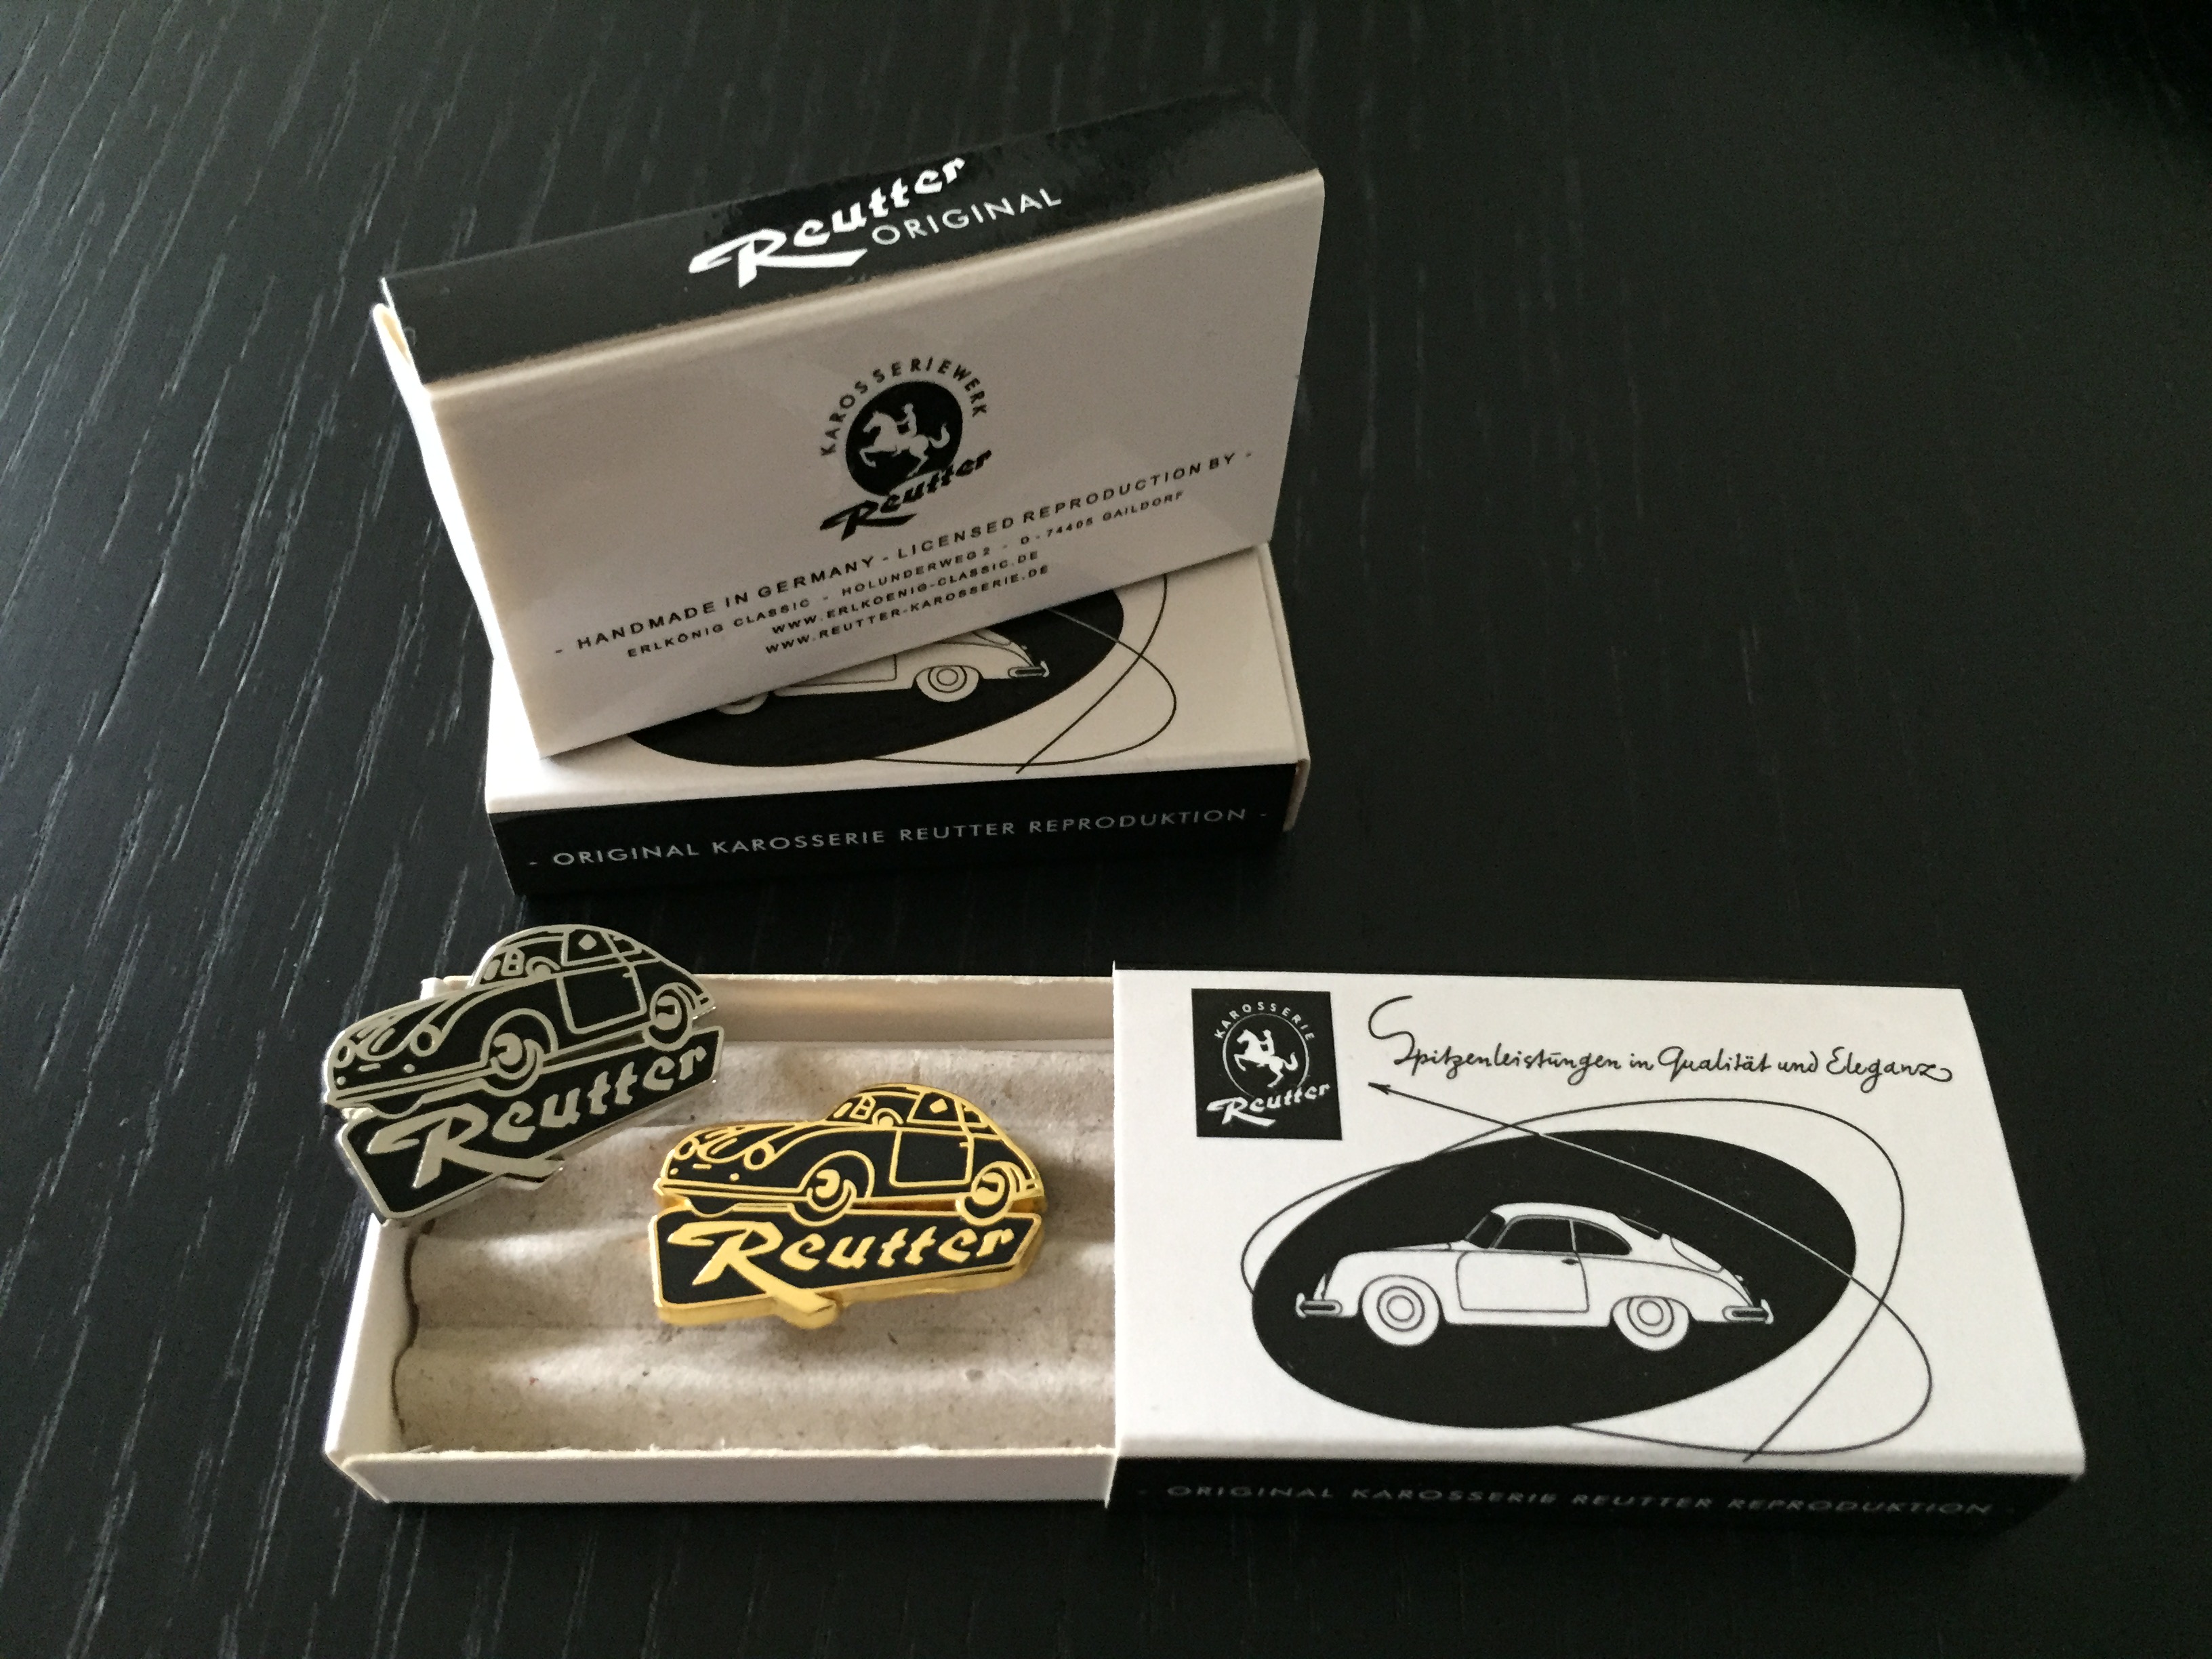 Reutter
ORIGINAL
KAROSSERIEWERK
Reutter
- HANDMADE IN GERMANY - LICENSED REPRODUCTION BY -
ERLKÖNIG CLASSIC - HOLUNDERWEG 2 - D-74405 GAILDORF
WWW.ERLKOENIG-CLASSIC.DE
WWW.REUTTER-KAROSSERIE.DE
- ORIGINAL KAROSSERIE REUTTER REPRODUKTION -
Reutter
Reutter
KAROSSERIE
Reutter
Spitzenleistungen in Qualität und Eleganz
- ORIGINAL KAROSSERIE REUTTER REPRODUKTION -